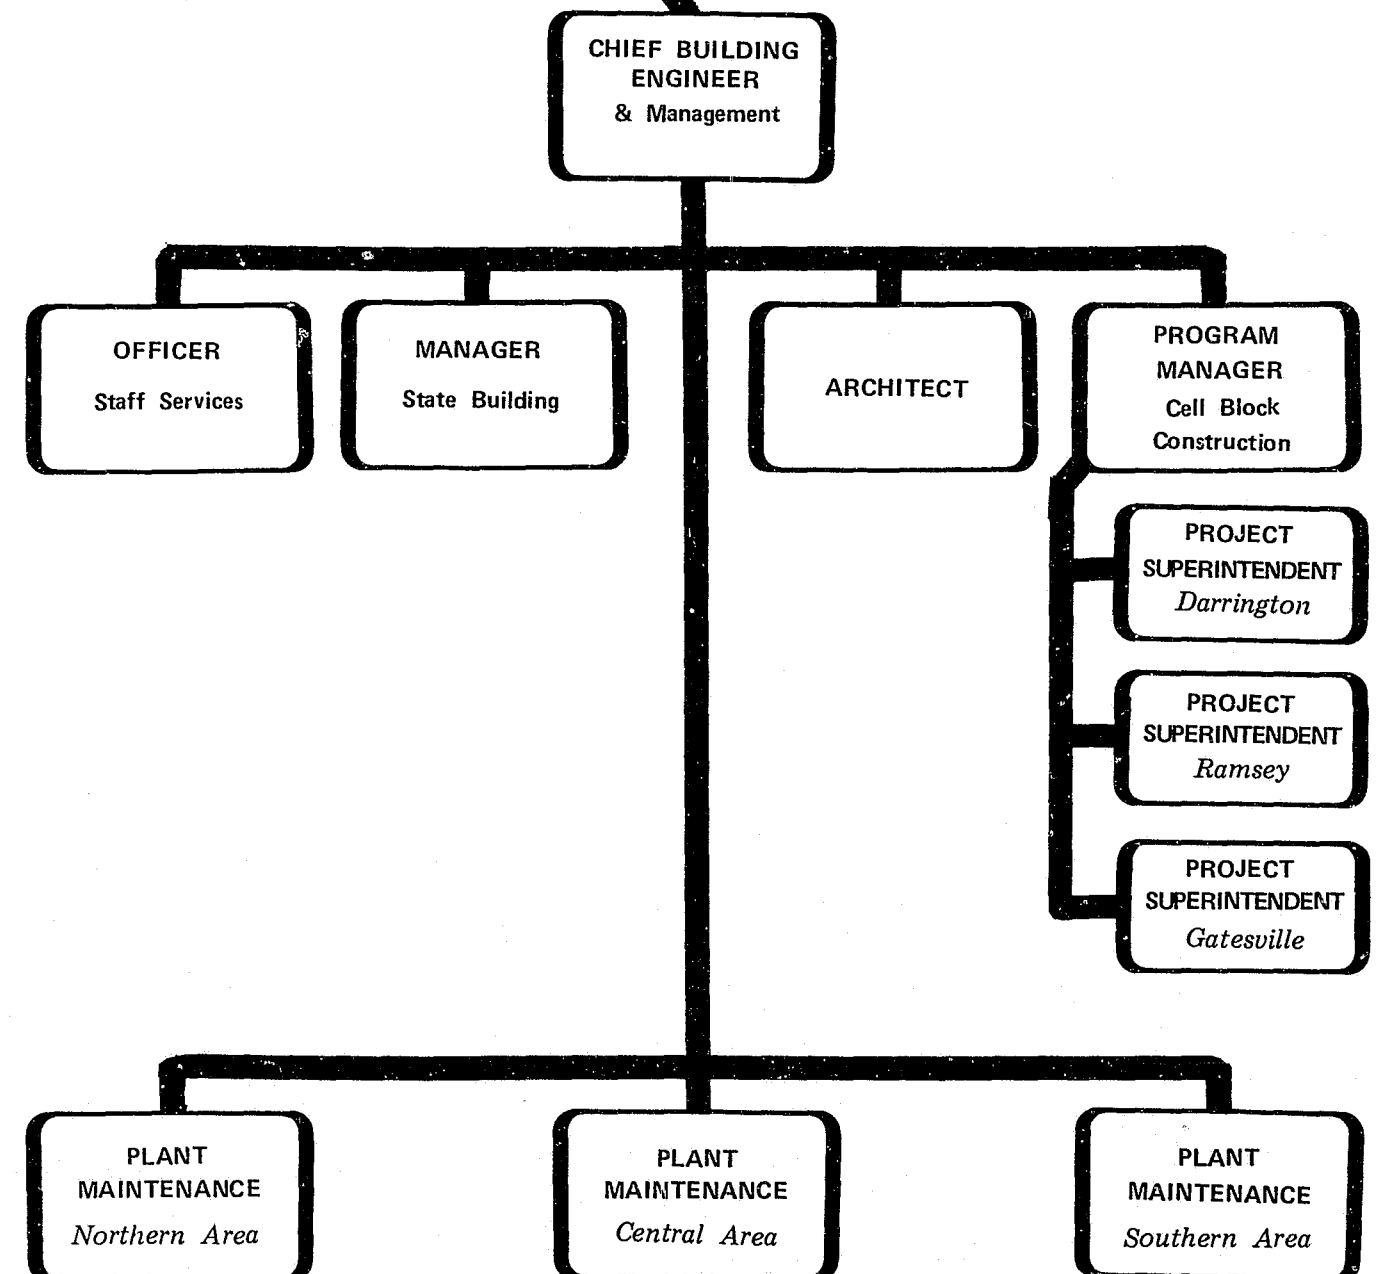 CHIEF BUILDING
ENGINEER
& Management
OFFICER
Staff Services
MANAGER
State Building
ARCHITECT
PROGRAM
MANAGER
Cell Block
Construction
PROJECT
SUPERINTENDENT
Darrington
PROJECT
SUPERINTENDENT
Ramsey
PROJECT
SUPERINTENDENT
Gatesville
PLANT
MAINTENANCE
Northern Area
PLANT
MAINTENANCE
Central Area
PLANT
MAINTENANCE
Southern Area